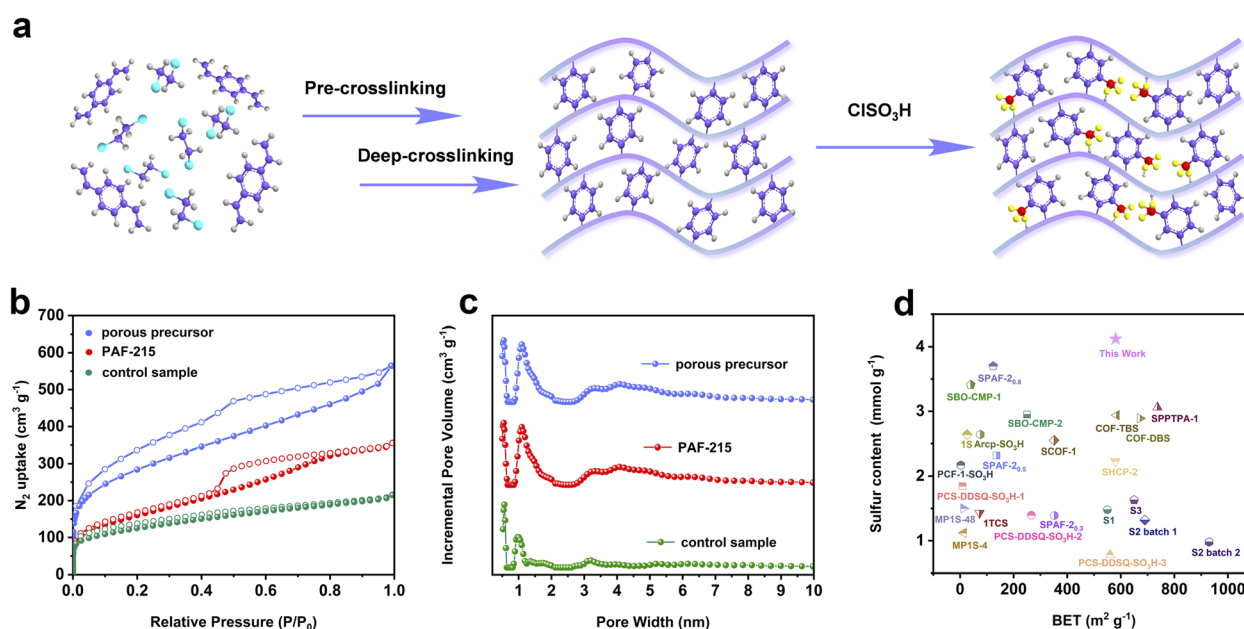 a
Pre-crosslinking
Deep-crosslinking
ClSO₃H
b
N₂ uptake (cm³ g⁻¹)
700
600
500
400
300
200
100
0
porous precursor
PAF-215
control sample
0.0 0.2 0.4 0.6 0.8 1.0
Relative Pressure (P/P₀)
c
Incremental Pore Volume (cm³ g⁻¹)
porous precursor
PAF-215
control sample
1 2 3 4 5 6 7 8 9 10
Pore Width (nm)
d
Sulfur content (mmol g⁻¹)
4
3
2
1
This Work
SPAF-2₀.₈
SBO-CMP-1
SBO-CMP-2
COF-TBS
COF-DBS
SPPTPA-1
1S
Arcp-SO₃H
SCOF-1
SPAF-2₀.₅
PCF-1-SO₃H
SHCP-2
PCS-DDSQ-SO₃H-1
MP1S-48
1TCS
PCS-DDSQ-SO₃H-2
SPAF-2₀.₃
S1
S3
S2 batch 1
MP1S-4
PCS-DDSQ-SO₃H-3
S2 batch 2
0 200 400 600 800 1000
BET (m² g⁻¹)